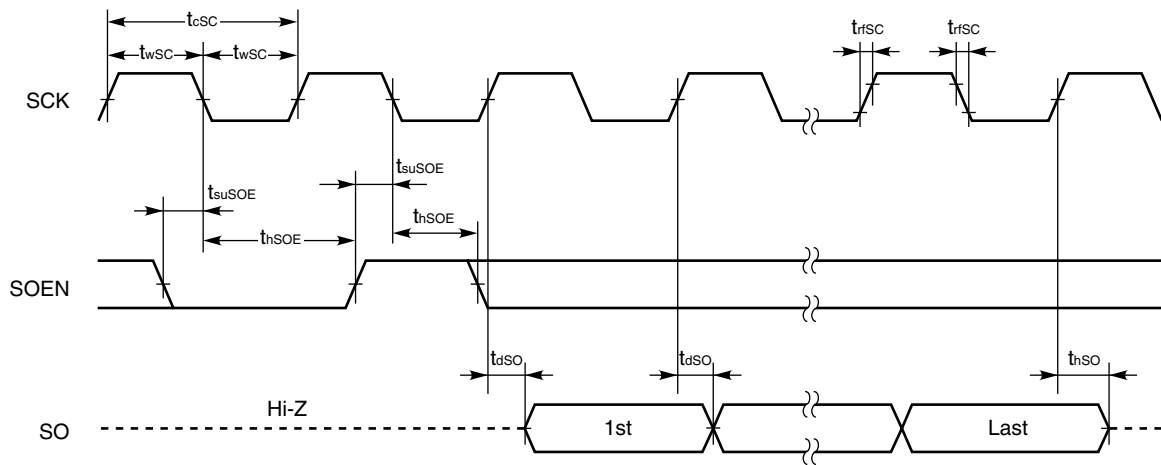 tcSC
twSC twSC trfSC trfSC
SCK
tsuSOE
tsuSOE
thSOE
thSOE
SOEN
tdSO tdSO thSO
Hi-Z
SO 1st Last